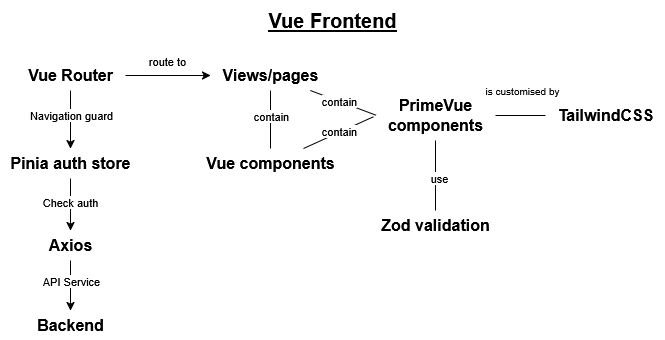 Vue Frontend
Vue Router
route to
Views/pages
contain
is customised by
PrimeVue
components
TailwindCSS
Navigation guard
contain
contain
Pinia auth store
Vue components
Check auth
use
Axios
Zod validation
API Service
Backend